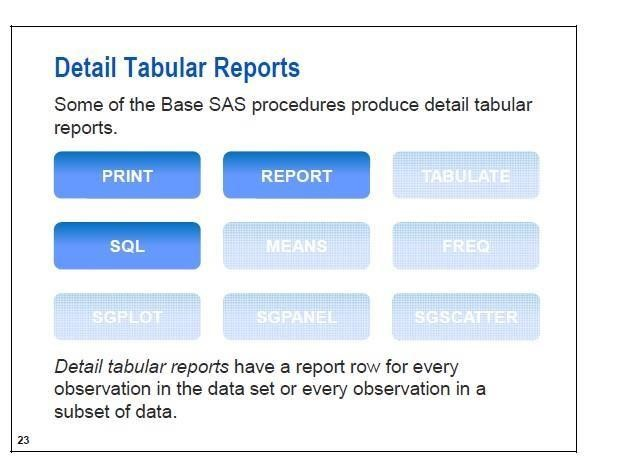 Detail Tabular Reports
Some of the Base SAS procedures produce detail tabular
reports.
PRINT
REPORT
TABULATE
SQL
MEANS
FREQ
SGPLOT
SGPANEL
SGSCATTER
Detail tabular reports have a report row for every
observation in the data set or every observation in a
subset of data.
23